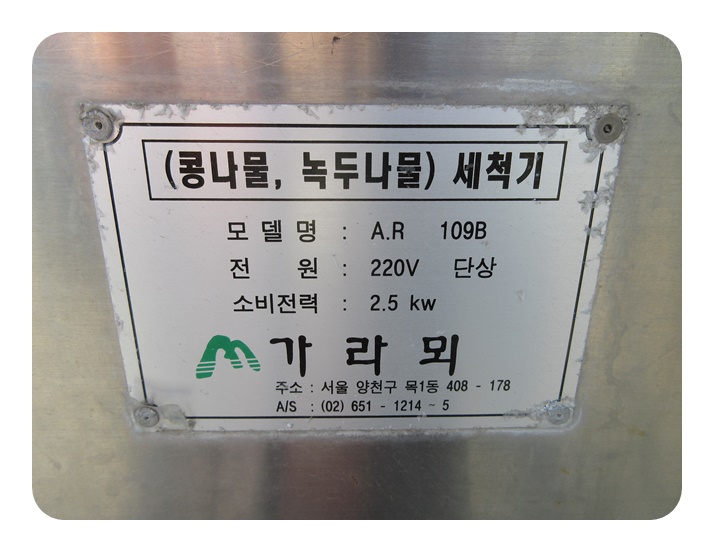 (콩나물, 녹두나물) 세척기
모델명 : A.R 109B
전 원 : 220V 단상
소비전력 : 2.5 kw
가라뫼
주소 : 서울 양천구 목1동 408 - 178
A/S : (02) 651 - 1214 ~ 5